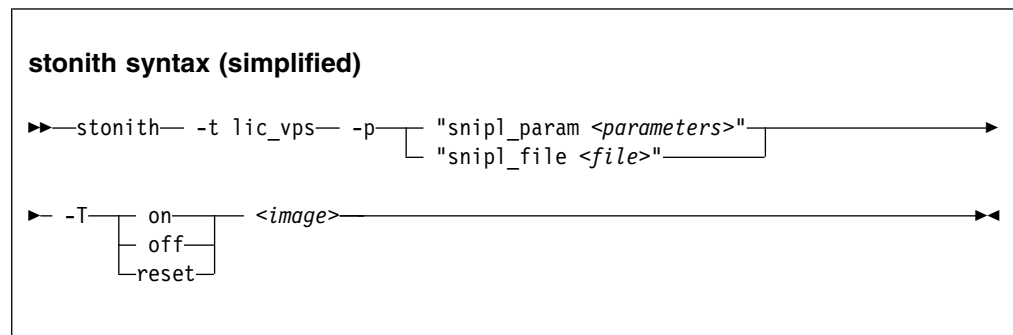 stonith syntax (simplified)
stonith -t lic_vps -p "snipl_param <parameters>"
"snipl_file <file>"
-T on <image>
off
reset